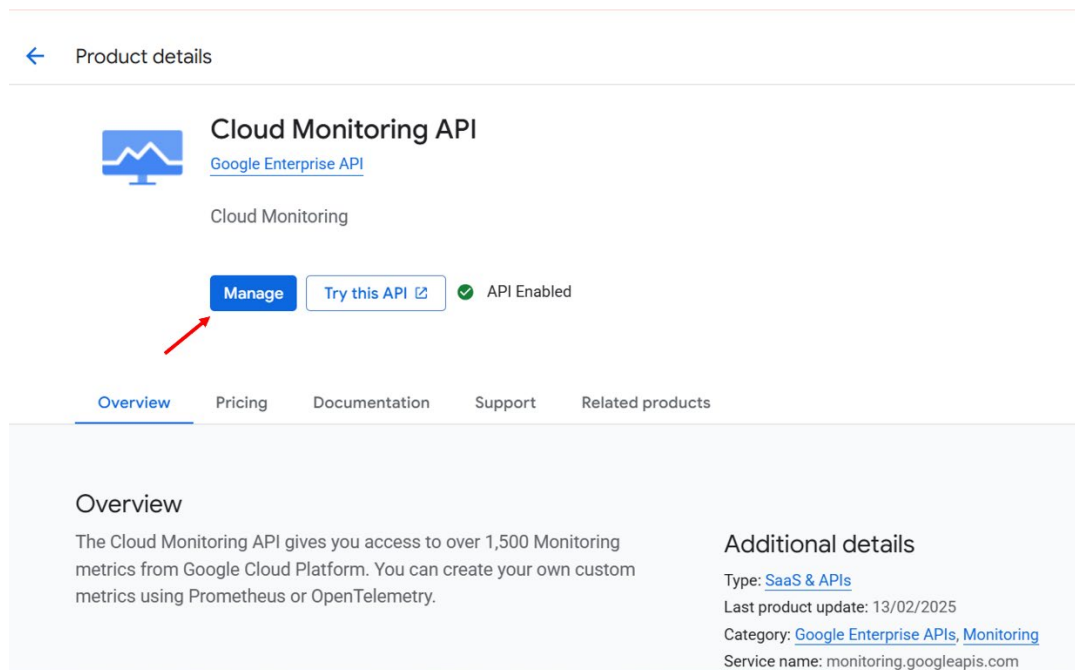 Product details
Cloud Monitoring API
Google Enterprise API
Cloud Monitoring
Manage
Try this API
API Enabled
Overview
Pricing
Documentation
Support
Related products
Overview
The Cloud Monitoring API gives you access to over 1,500 Monitoring
metrics from Google Cloud Platform. You can create your own custom
metrics using Prometheus or OpenTelemetry.
Additional details
Type: SaaS & APIs
Last product update: 13/02/2025
Category: Google Enterprise APIs, Monitoring
Service name: monitoring.googleapis.com